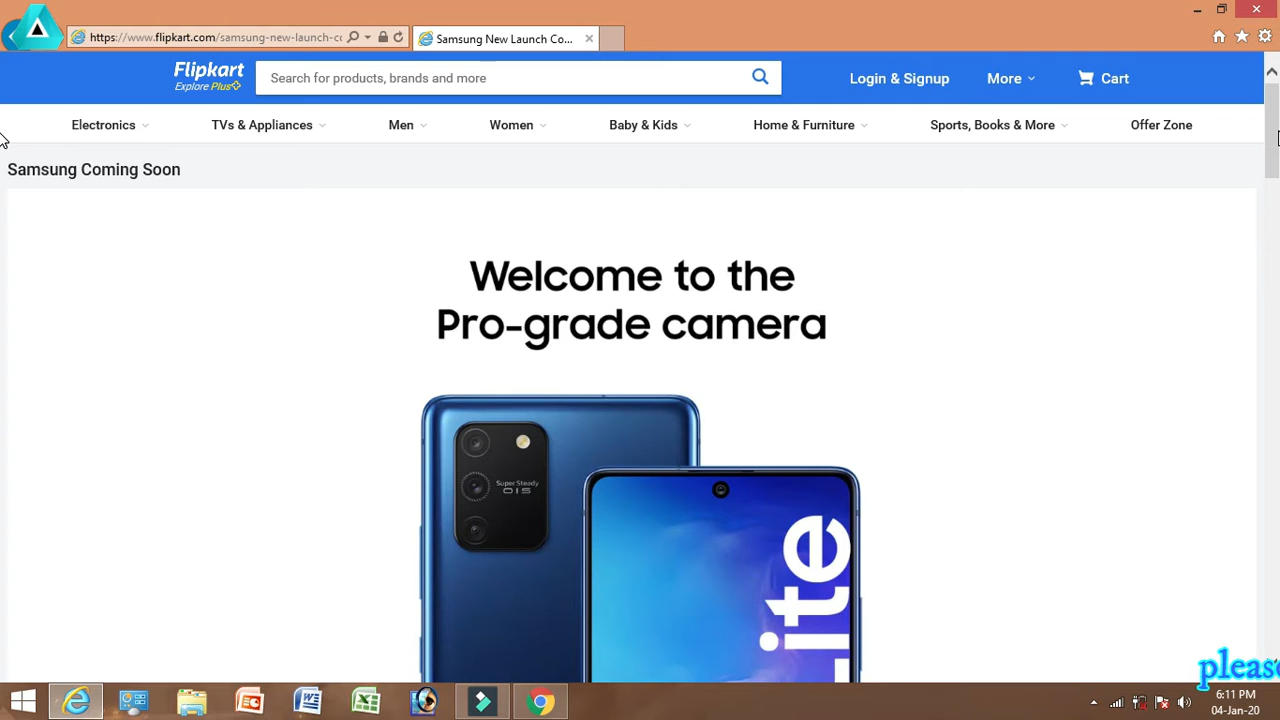 https://www.flipkart.com/samsung-new-launch-cc
Samsung New Launch Co...
Flipkart
Explore Plus
Search for products, brands and more
Login & Signup
More
Cart
Electronics
TVs & Appliances
Men
Women
Baby & Kids
Home & Furniture
Sports, Books & More
Offer Zone
Samsung Coming Soon
Welcome to the
Pro-grade camera
Super Steady
OIS
Lite
please
6:11 PM
04-Jan-20